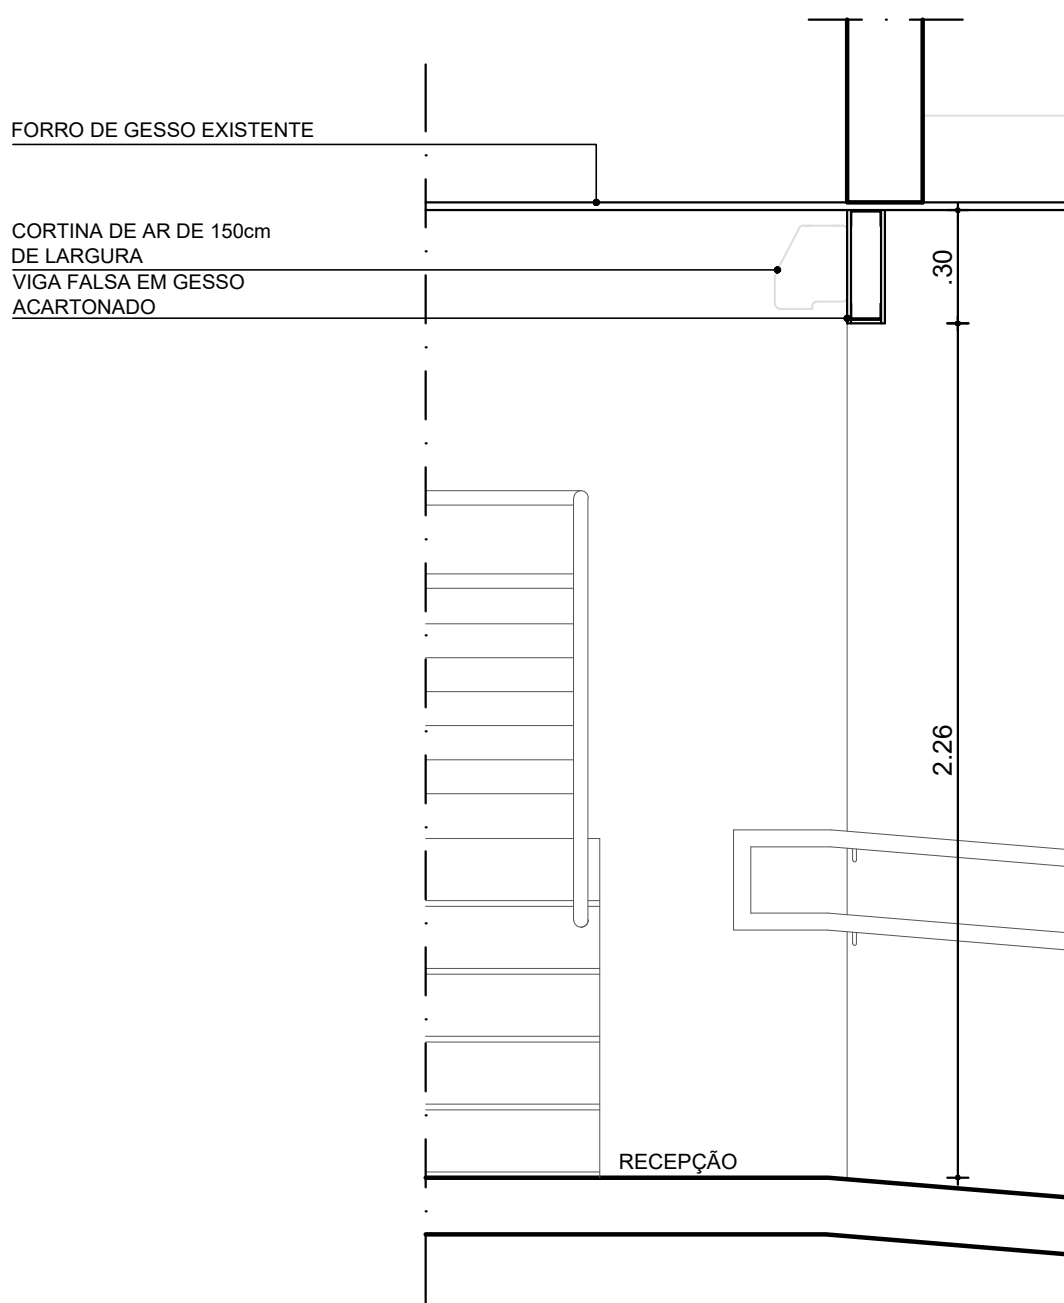 FORRO DE GESSO EXISTENTE
CORTINA DE AR DE 150cm
DE LARGURA
VIGA FALSA EM GESSO
ACARTONADO
.30
2.26
RECEPÇÃO